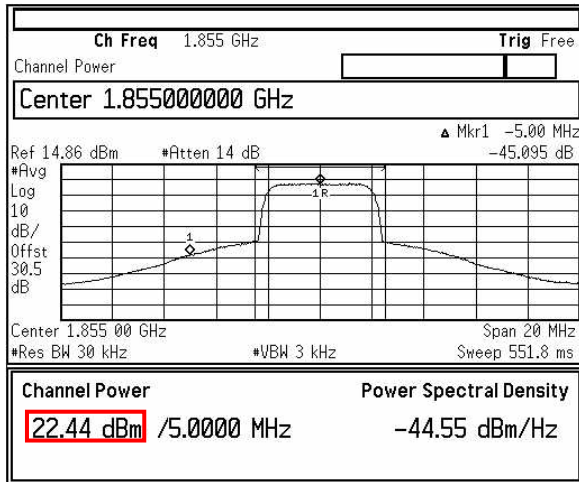 Ch Freq 1.855 GHz Trig Free
Channel Power
Center 1.855000000 GHz
▲ Mkr1 -5.00 MHz
Ref 14.86 dBm #Atten 14 dB -45.095 dB
#Avg
Log
10
dB/
Offst
30.5
dB
1R
1
Center 1.855 00 GHz Span 20 MHz
#Res BW 30 kHz #VBW 3 kHz Sweep 551.8 ms
Channel Power Power Spectral Density
22.44 dBm /5.0000 MHz -44.55 dBm/Hz